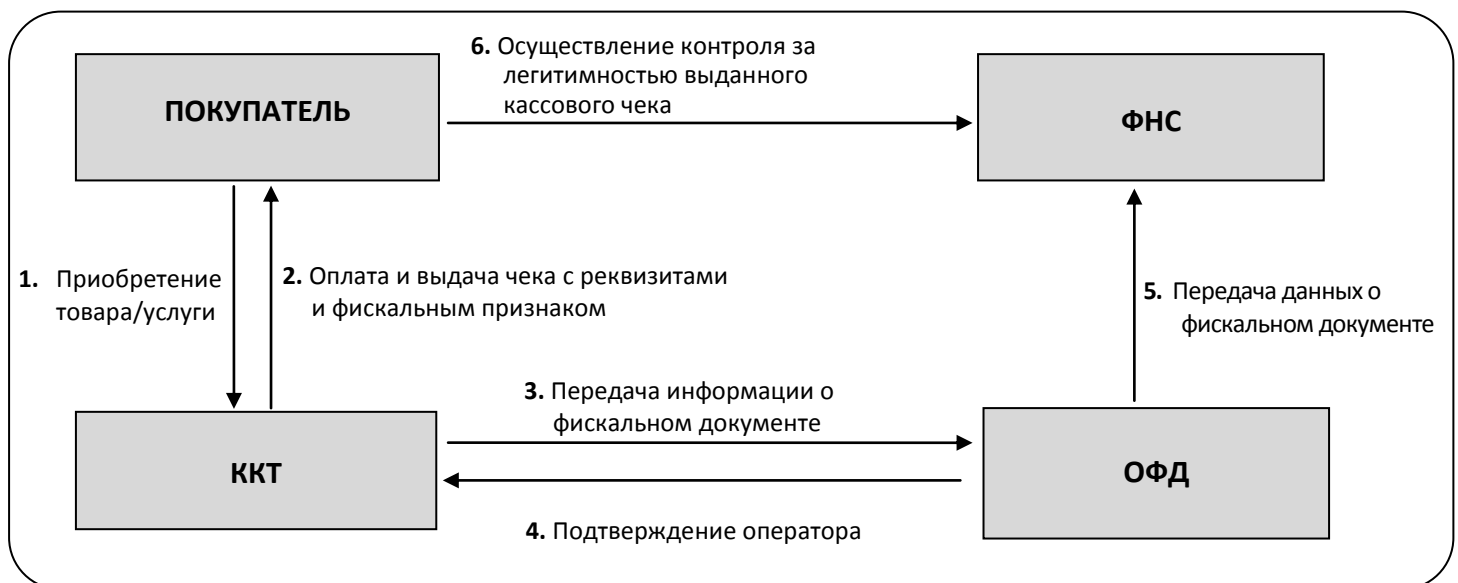 6. Осуществление контроля за
легитимностью выданного
кассового чека
ПОКУПАТЕЛЬ
ФНС
1. Приобретение
товара/услуги
2. Оплата и выдача чека с реквизитами
и фискальным признаком
5. Передача данных о
фискальном документе
3. Передача информации о
фискальном документе
ККТ
ОФД
4. Подтверждение оператора